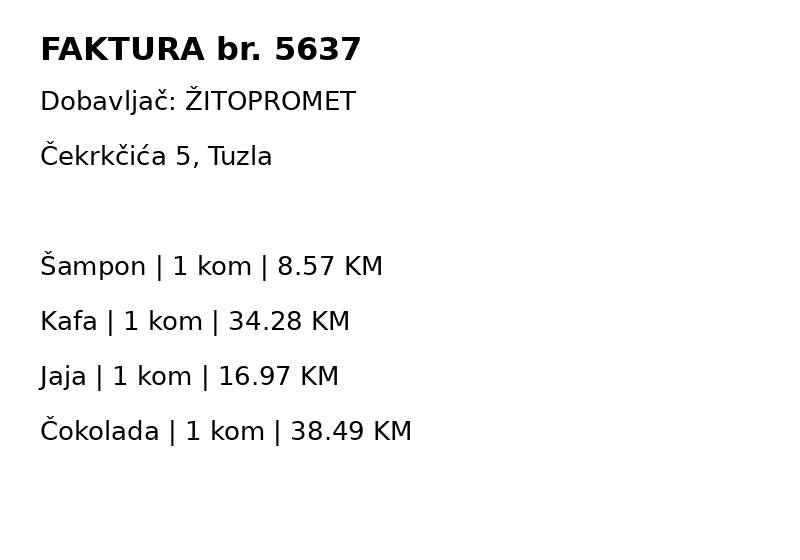 FAKTURA br. 5637
Dobavljač: ŽITOPROMET
Čekrkčića 5, Tuzla
Šampon | 1 kom | 8.57 KM
Kafa | 1 kom | 34.28 KM
Jaja | 1 kom | 16.97 KM
Čokolada | 1 kom | 38.49 KM